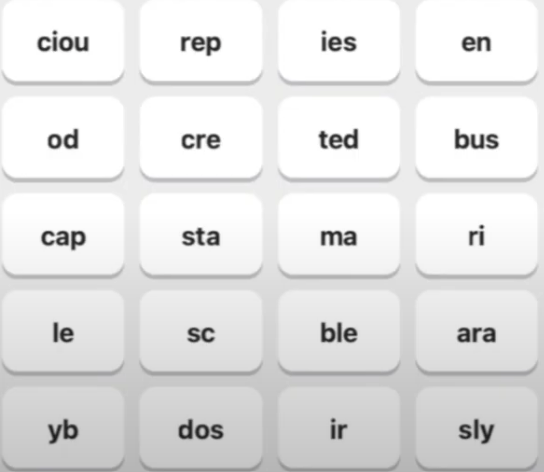 ciou rep ies en
od cre ted bus
cap sta ma ri
le sc ble ara
yb dos ir sly